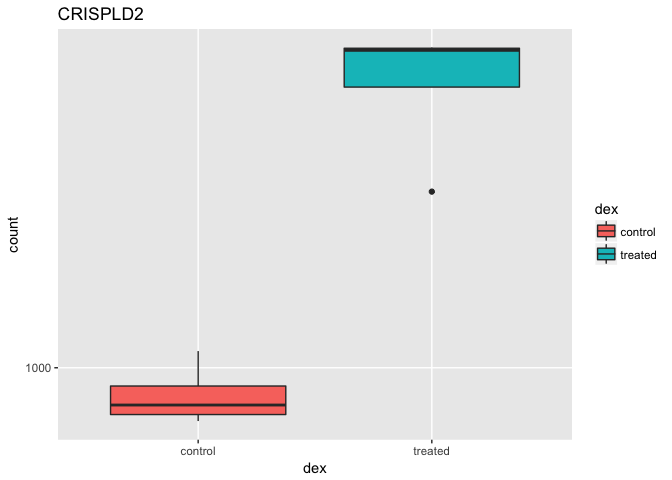 CRISPLD2
count
1000
control
treated
dex
dex
control
treated